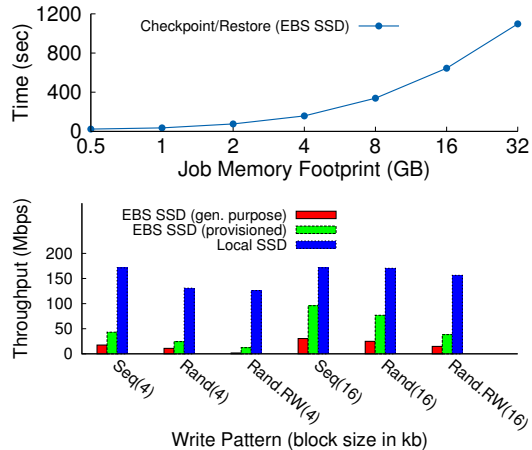 Checkpoint/Restore (EBS SSD)
Time (sec)
1200
800
400
0
0.5 1 2 4 8 16 32
Job Memory Footprint (GB)
EBS SSD (gen. purpose)
EBS SSD (provisioned)
Local SSD
Throughput (Mbps)
200
150
100
50
0
Seq(4) Rand(4) Rand.RW(4) Seq(16) Rand(16) Rand.RW(16)
Write Pattern (block size in kb)